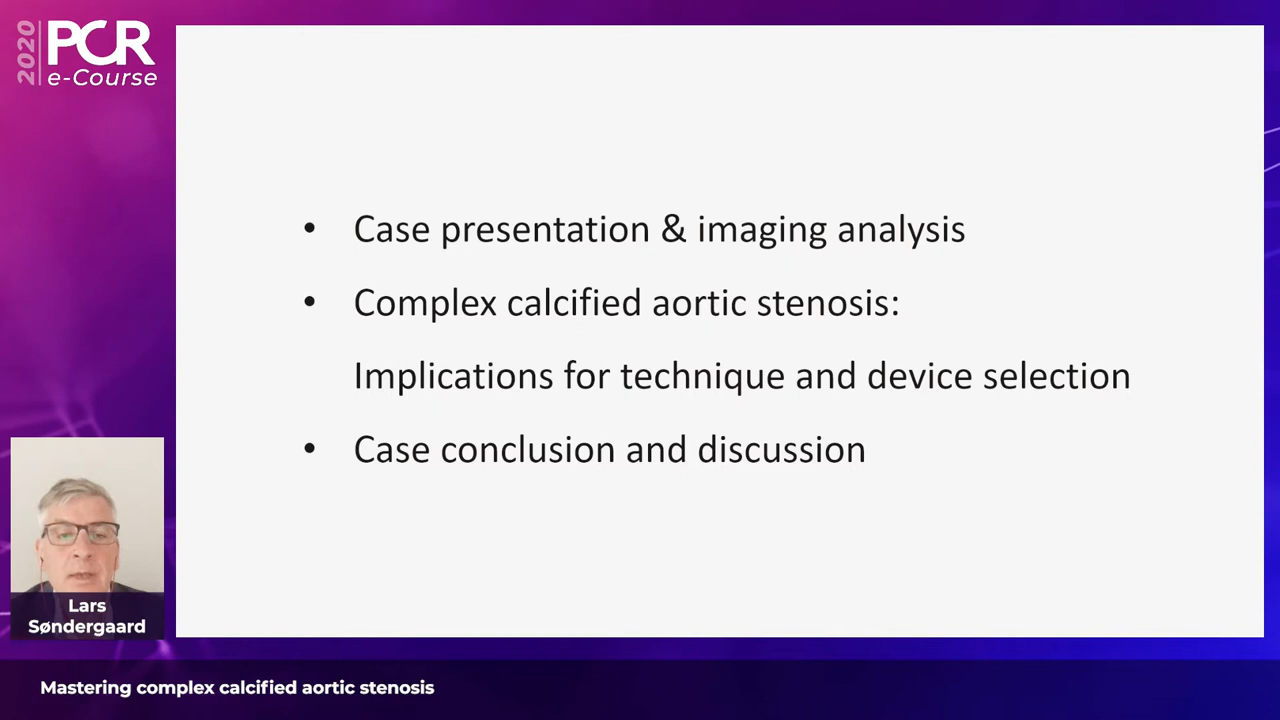 2020
PCR
e-Course
• Case presentation & imaging analysis
• Complex calcified aortic stenosis:
Implications for technique and device selection
• Case conclusion and discussion
Lars
Søndergaard
Mastering complex calcified aortic stenosis